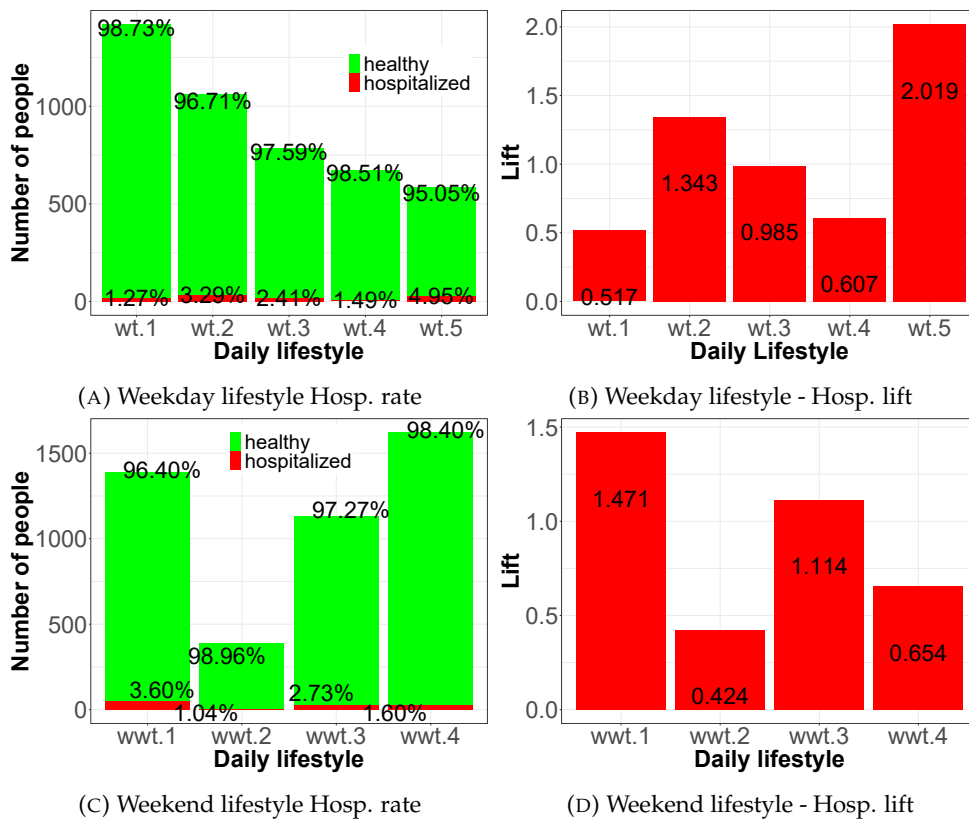 98.73%
96.71%
97.59%
98.51%
95.05%
healthy
hospitalized
1000
500
0
1.27%
3.29%
2.41%
1.49%
4.95%
wt.1 wt.2 wt.3 wt.4 wt.5
Number of people
Daily lifestyle
(A) Weekday lifestyle Hosp. rate
2.0
1.5
1.0
0.5
0.0
0.517
1.343
0.985
0.607
2.019
wt.1 wt.2 wt.3 wt.4 wt.5
Lift
Daily Lifestyle
(B) Weekday lifestyle - Hosp. lift
1500
1000
500
0
96.40%
98.96%
97.27%
98.40%
healthy
hospitalized
3.60%
1.04%
2.73%
1.60%
wwt.1 wwt.2 wwt.3 wwt.4
Number of people
Daily lifestyle
(C) Weekend lifestyle Hosp. rate
1.5
1.0
0.5
0.0
1.471
0.424
1.114
0.654
wwt.1 wwt.2 wwt.3 wwt.4
Lift
Daily lifestyle
(D) Weekend lifestyle - Hosp. lift